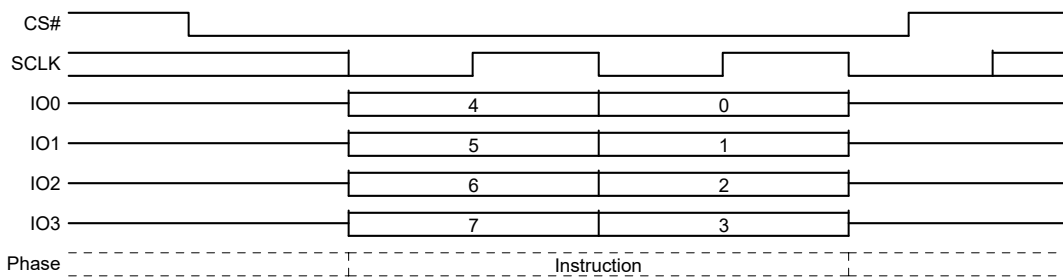 CS#
SCLK
IO0 4 0
IO1 5 1
IO2 6 2
IO3 7 3
Phase Instruction